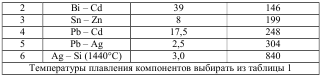 2 Bi – Cd 39 146
3 Sn – Zn 8 199
4 Pb – Cd 17,5 248
5 Pb – Ag 2,5 304
6 Ag – Si (1440°C) 3,0 840
Температуры плавления компонентов выбирать из таблицы 1